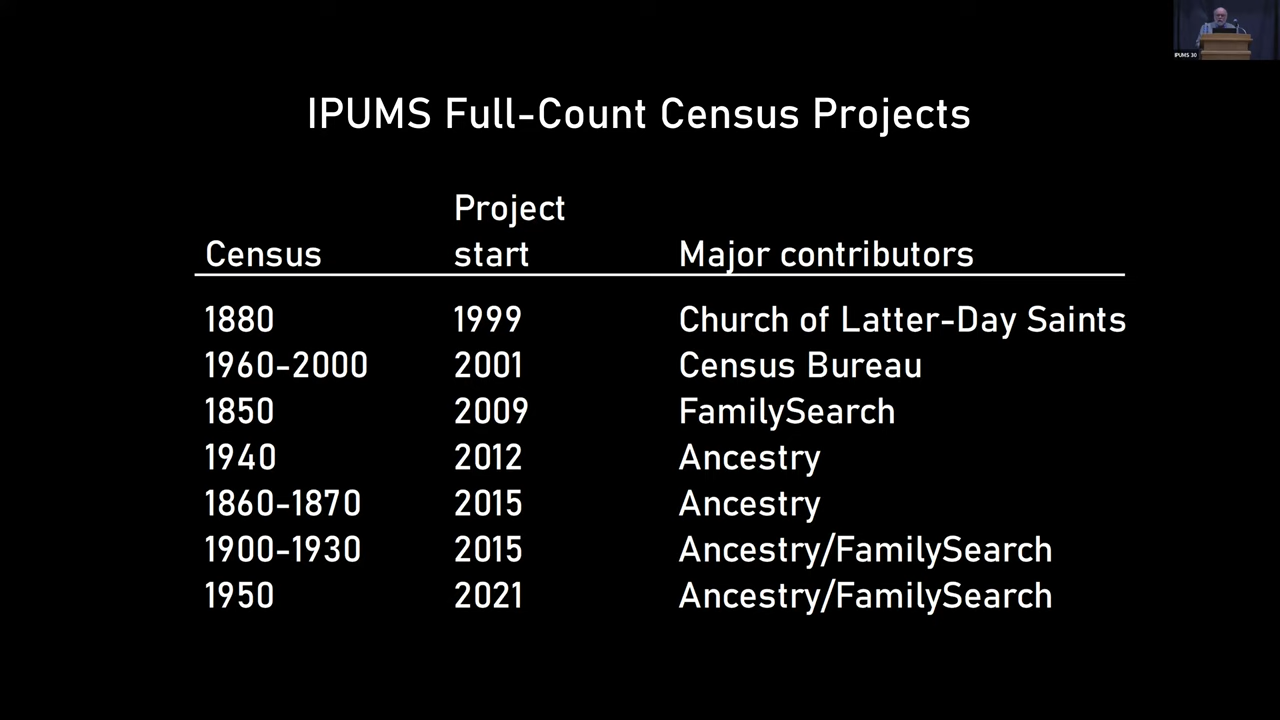 IPUMS 30
IPUMS Full-Count Census Projects
Project
Census start Major contributors
1880 1999 Church of Latter-Day Saints
1960-2000 2001 Census Bureau
1850 2009 FamilySearch
1940 2012 Ancestry
1860-1870 2015 Ancestry
1900-1930 2015 Ancestry/FamilySearch
1950 2021 Ancestry/FamilySearch